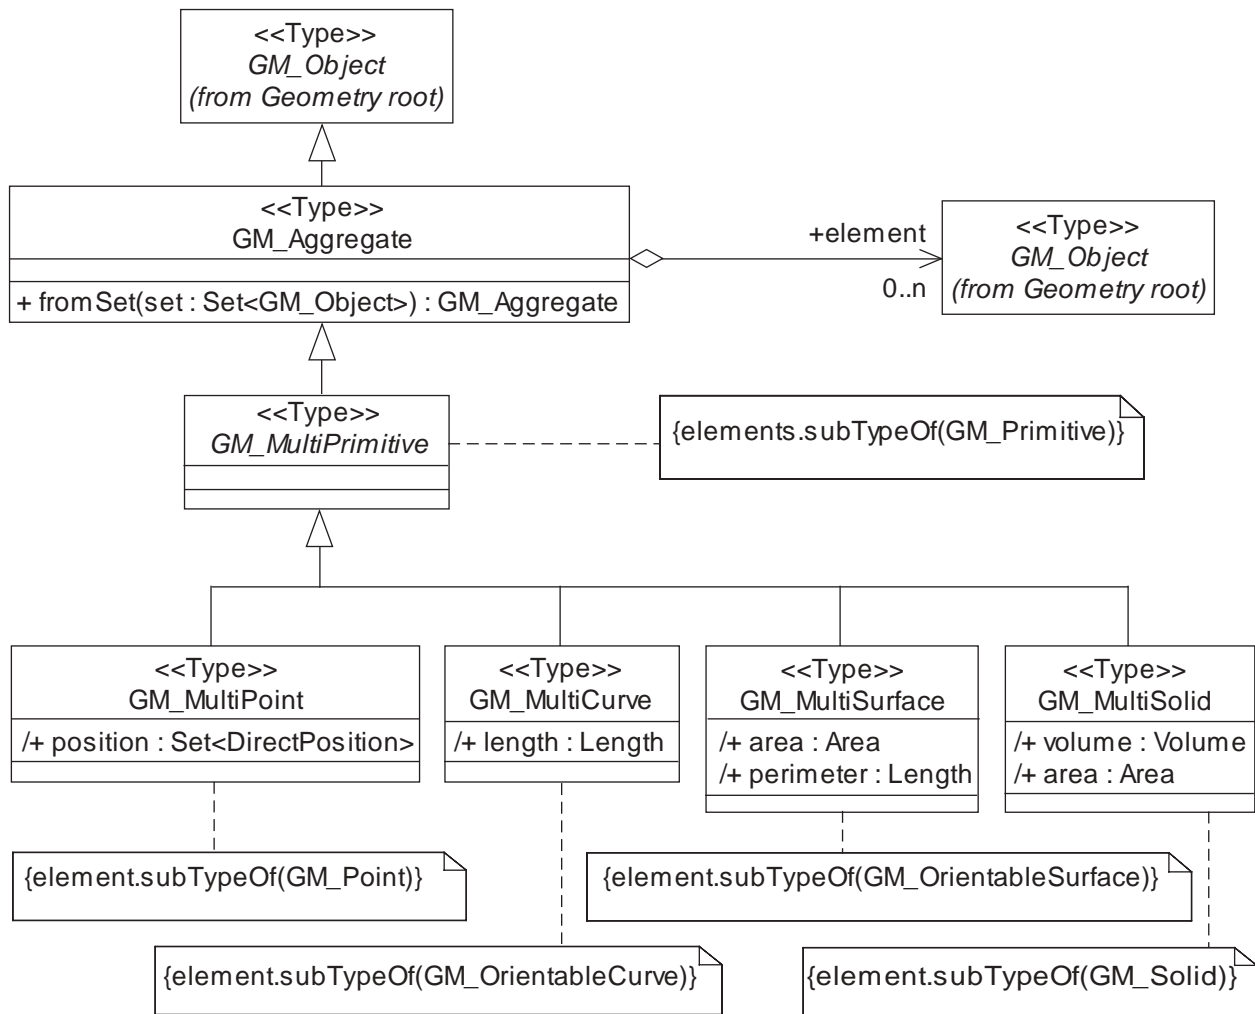 <<Type>>
GM_Object
(from Geometry root)
<<Type>>
GM_Aggregate
+ fromSet(set : Set<GM_Object>) : GM_Aggregate
+element
0..n
<<Type>>
GM_Object
(from Geometry root)
<<Type>>
GM_MultiPrimitive
{elements.subTypeOf(GM_Primitive)}
<<Type>>
GM_MultiPoint
/+ position : Set<DirectPosition>
<<Type>>
GM_MultiCurve
/+ length : Length
<<Type>>
GM_MultiSurface
/+ area : Area
/+ perimeter : Length
<<Type>>
GM_MultiSolid
/+ volume : Volume
/+ area : Area
{element.subTypeOf(GM_Point)}
{element.subTypeOf(GM_OrientableSurface)}
{element.subTypeOf(GM_OrientableCurve)}
{element.subTypeOf(GM_Solid)}